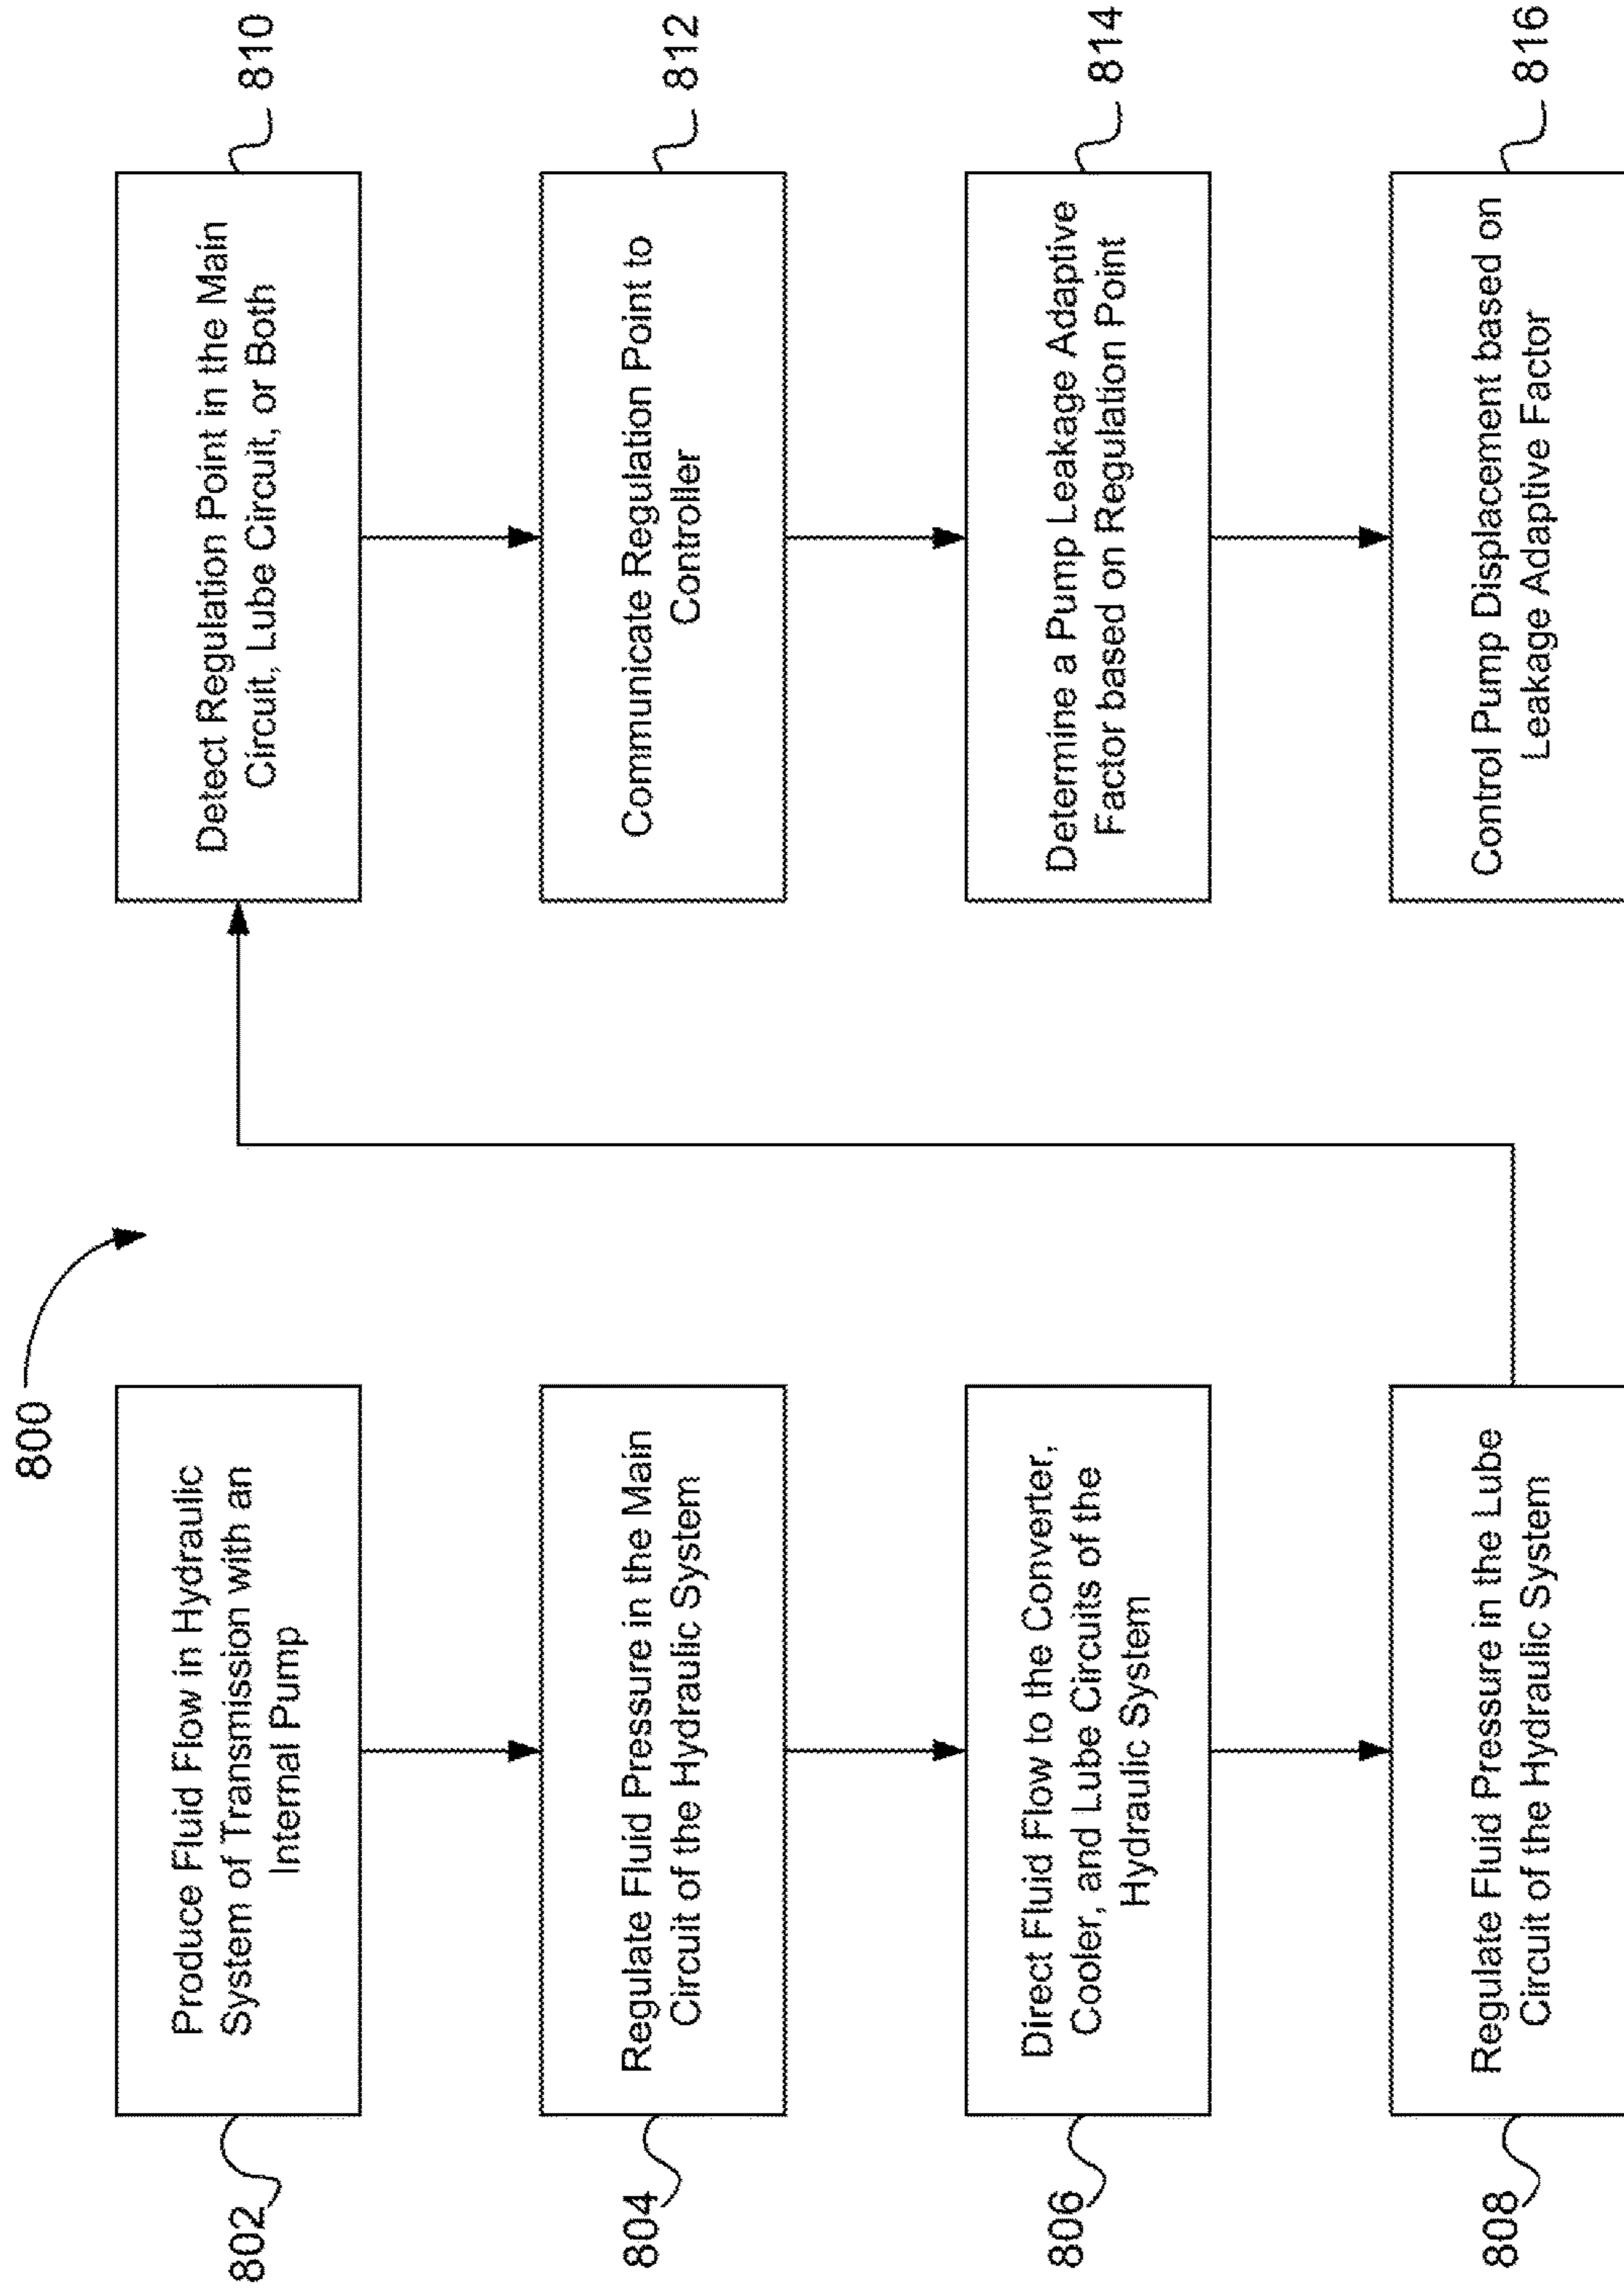 800
802
Produce Fluid Flow in Hydraulic
System of Transmission with an
Internal Pump
804
Regulate Fluid Pressure in the Main
Circuit of the Hydraulic System
806
Direct Fluid Flow to the Converter,
Cooler, and Lube Circuits of the
Hydraulic System
808
Regulate Fluid Pressure in the Lube
Circuit of the Hydraulic System
810
Detect Regulation Point in the Main
Circuit, Lube Circuit, or Both
812
Communicate Regulation Point to
Controller
814
Determine a Pump Leakage Adaptive
Factor based on Regulation Point
816
Control Pump Displacement based on
Leakage Adaptive Factor